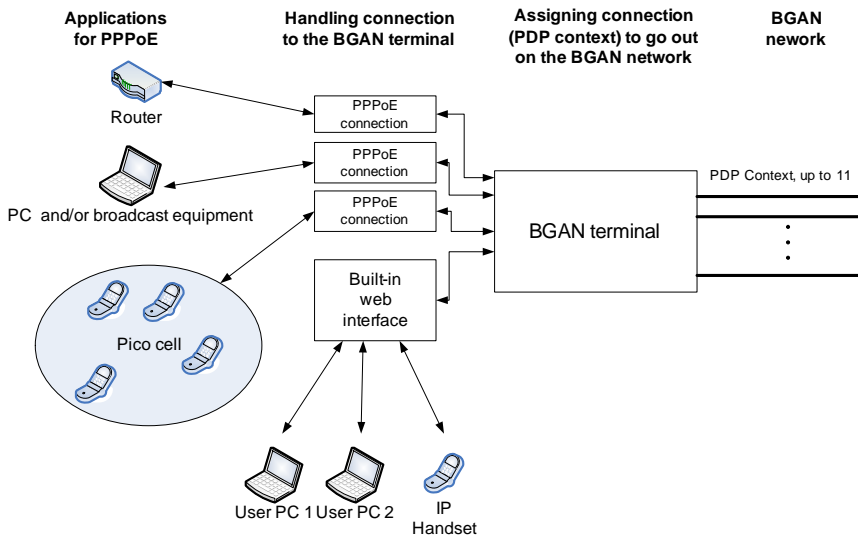 Applications
for PPPoE
Handling connection
to the BGAN terminal
Assigning connection
(PDP context) to go out
on the BGAN network
BGAN
nework
Router
PPPoE
connection
PPPoE
connection
PC and/or broadcast equipment
PPPoE
connection
BGAN terminal
PDP Context, up to 11
Built-in
web
interface
Pico cell
User PC 1
User PC 2
IP
Handset